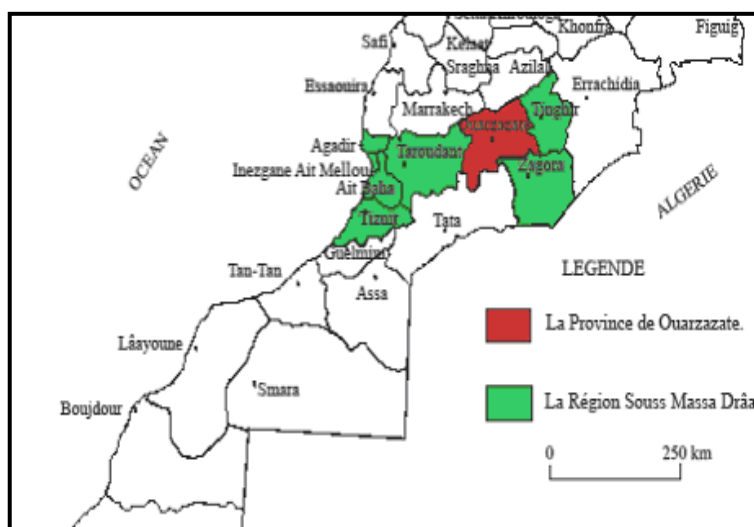 Khenifra
Figuig
Safi
Kelaat
Sraghna
Azilal
Errachidia
Essaouira
Marrakech
Tinghir
Ouarzazate
Agadir
Taroudant
OCEAN
Inezgane Ait Mellou
Zagora
Ait Baha
ALGERIE
Tiznit
Tata
Guelmim
LEGENDE
Tan-Tan
Assa
La Province de Ouarzazate.
Lâayoune
Smara
La Région Souss Massa Drâa
Boujdour
0 250 km